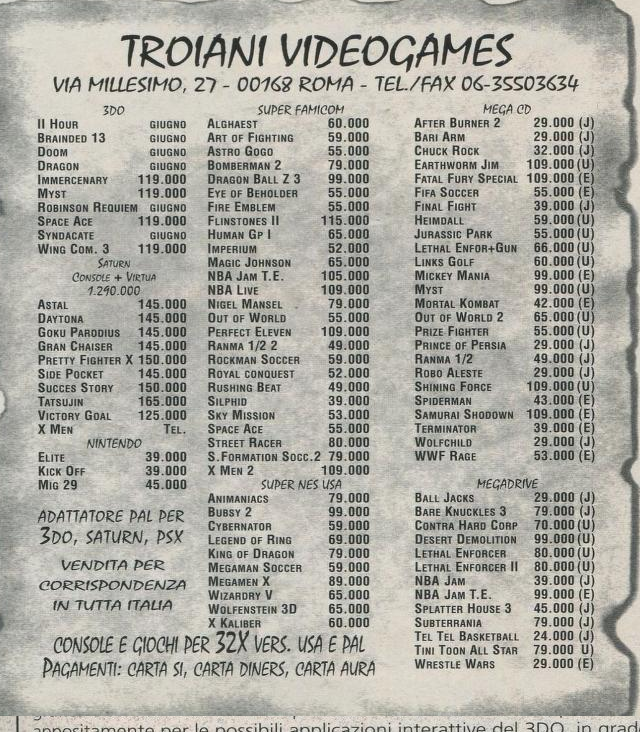 TROIANI VIDEOGAMES
VIA MILLESIMO, 27 - 00168 ROMA - TEL./FAX 06-35503634
3DO
II HOUR GIUGNO
BRAINDED 13 GIUGNO
DOOM GIUGNO
DRAGON GIUGNO
IMMERCENARY 119.000
MYST 119.000
ROBINSON REQUIEM GIUGNO
SPACE ACE 119.000
SYNDACATE GIUGNO
WING COM. 3 119.000
SATURN
CONSOLE + VIRTUA
1.290.000
ASTAL 145.000
DAYTONA 145.000
GOKU PARODIUS 145.000
GRAN CHAISER 145.000
PRETTY FIGHTER X 150.000
SIDE POCKET 145.000
SUCCES STORY 150.000
TATSUJIN 165.000
VICTORY GOAL 125.000
X MEN TEL.
NINTENDO
ELITE 39.000
KICK OFF 39.000
MIG 29 45.000
ADATTATORE PAL PER
3DO, SATURN, PSX
VENDITA PER
CORRISPONDENZA
IN TUTTA ITALIA
SUPER FAMICOM
ALGHAEST 60.000
ART OF FIGHTING 59.000
ASTRO GOGO 55.000
BOMBERMAN 2 79.000
DRAGON BALL Z 3 99.000
EYE OF BEHOLDER 55.000
FIRE EMBLEM 55.000
FLINSTONES II 115.000
HUMAN GP I 65.000
IMPERIUM 52.000
MAGIC JOHNSON 65.000
NBA JAM T.E. 105.000
NBA LIVE 109.000
NIGEL MANSEL 79.000
OUT OF WORLD 55.000
PERFECT ELEVEN 109.000
RANMA 1/2 2 49.000
ROCKMAN SOCCER 59.000
ROYAL CONQUEST 52.000
RUSHING BEAT 49.000
SILPHID 39.000
SKY MISSION 53.000
SPACE ACE 55.000
STREET RACER 80.000
S.FORMATION SOCC.2 79.000
X MEN 2 109.000
SUPER NES USA
ANIMANIACS 79.000
BUBSY 2 99.000
CYBERNATOR 59.000
LEGEND OF RING 69.000
KING OF DRAGON 79.000
MEGAMAN SOCCER 59.000
MEGAMEN X 89.000
WIZARDRY V 65.000
WOLFENSTEIN 3D 65.000
X KALIBER 60.000
MEGA CD
AFTER BURNER 2 29.000 (J)
BARI ARM 29.000 (J)
CHUCK ROCK 32.000 (J)
EARTHWORM JIM 109.000 (U)
FATAL FURY SPECIAL 109.000 (E)
FIFA SOCCER 55.000 (E)
FINAL FIGHT 39.000 (J)
HEIMDALL 59.000 (U)
JURASSIC PARK 55.000 (U)
LETHAL ENFOR+GUN 66.000 (U)
LINKS GOLF 60.000 (U)
MICKEY MANIA 99.000 (E)
MYST 99.000 (U)
MORTAL KOMBAT 42.000 (E)
OUT OF WORLD 2 65.000 (U)
PRIZE FIGHTER 55.000 (U)
PRINCE OF PERSIA 29.000 (J)
RANMA 1/2 49.000 (J)
ROBO ALESTE 29.000 (J)
SHINING FORCE 109.000 (U)
SPIDERMAN 43.000 (E)
SAMURAI SHODOWN 109.000 (E)
TERMINATOR 39.000 (E)
WOLFCHILD 29.000 (J)
WWF RAGE 53.000 (E)
MEGADRIVE
BALL JACKS 29.000 (J)
BARE KNUCKLES 3 79.000 (J)
CONTRA HARD CORP 70.000 (U)
DESERT DEMOLITION 99.000 (U)
LETHAL ENFORCER 80.000 (U)
LETHAL ENFORCER II 80.000 (U)
NBA JAM 39.000 (J)
NBA JAM T.E. 99.000 (E)
SPLATTER HOUSE 3 45.000 (J)
SUBTERRANIA 79.000 (J)
TEL TEL BASKETBALL 24.000 (J)
TINI TOON ALL STAR 79.000 U)
WRESTLE WARS 29.000 (E)
CONSOLE E GIOCHI PER 32X VERS. USA E PAL
PAGAMENTI: CARTA SI, CARTA DINERS, CARTA AURA
appositamente per le possibili applicazioni interattive del 3DO, in grad